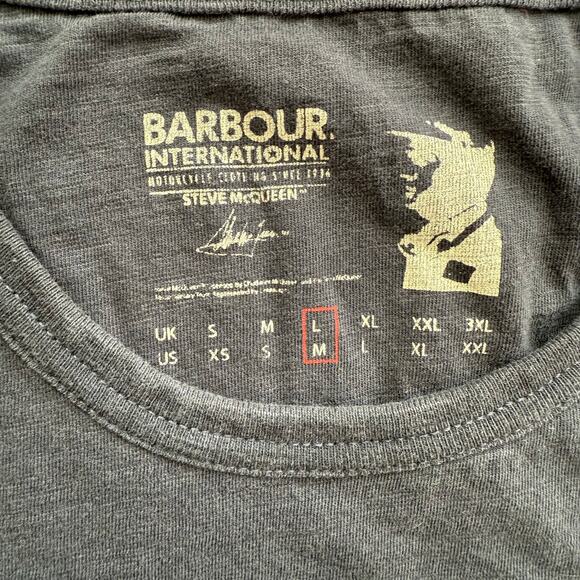 BARBOUR.
INTERNATIONAL
MOTORCYCLE CLOTHING SINCE 1936
STEVE McQUEEN™
UK S M L XL XXL 3XL
US XS S M L XL XXL